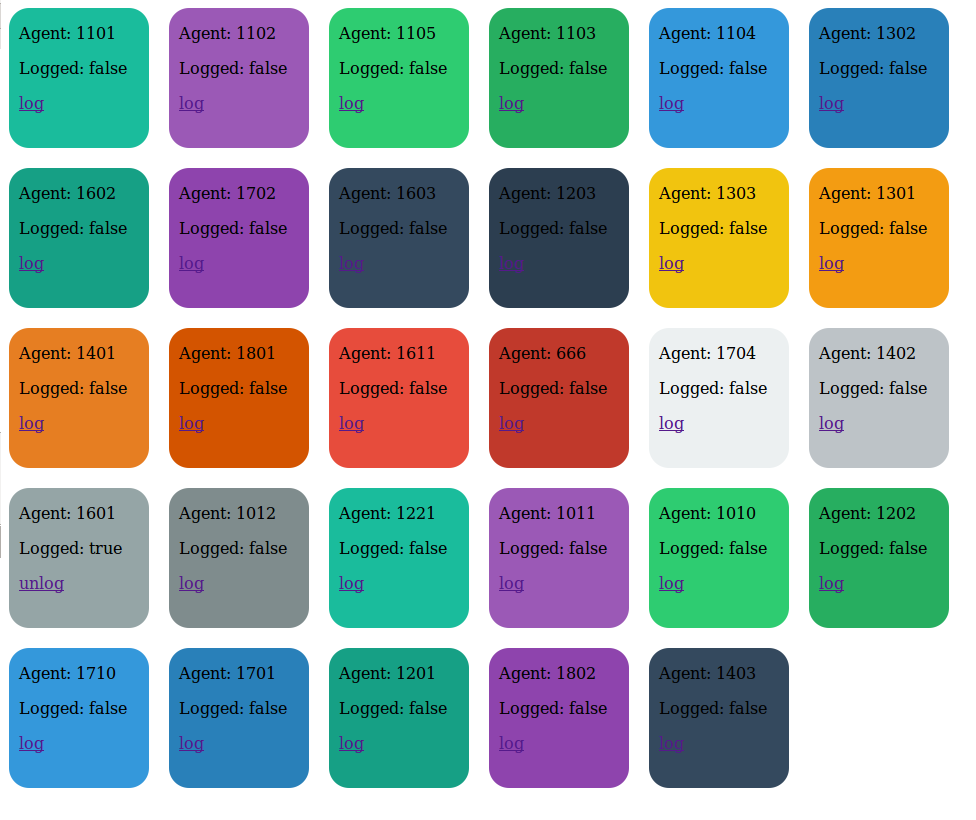 Agent: 1101
Logged: false
log
Agent: 1102
Logged: false
log
Agent: 1105
Logged: false
log
Agent: 1103
Logged: false
log
Agent: 1104
Logged: false
log
Agent: 1302
Logged: false
log
Agent: 1602
Logged: false
log
Agent: 1702
Logged: false
log
Agent: 1603
Logged: false
log
Agent: 1203
Logged: false
log
Agent: 1303
Logged: false
log
Agent: 1301
Logged: false
log
Agent: 1401
Logged: false
log
Agent: 1801
Logged: false
log
Agent: 1611
Logged: false
log
Agent: 666
Logged: false
log
Agent: 1704
Logged: false
log
Agent: 1402
Logged: false
log
Agent: 1601
Logged: true
unlog
Agent: 1012
Logged: false
log
Agent: 1221
Logged: false
log
Agent: 1011
Logged: false
log
Agent: 1010
Logged: false
log
Agent: 1202
Logged: false
log
Agent: 1710
Logged: false
log
Agent: 1701
Logged: false
log
Agent: 1201
Logged: false
log
Agent: 1802
Logged: false
log
Agent: 1403
Logged: false
log